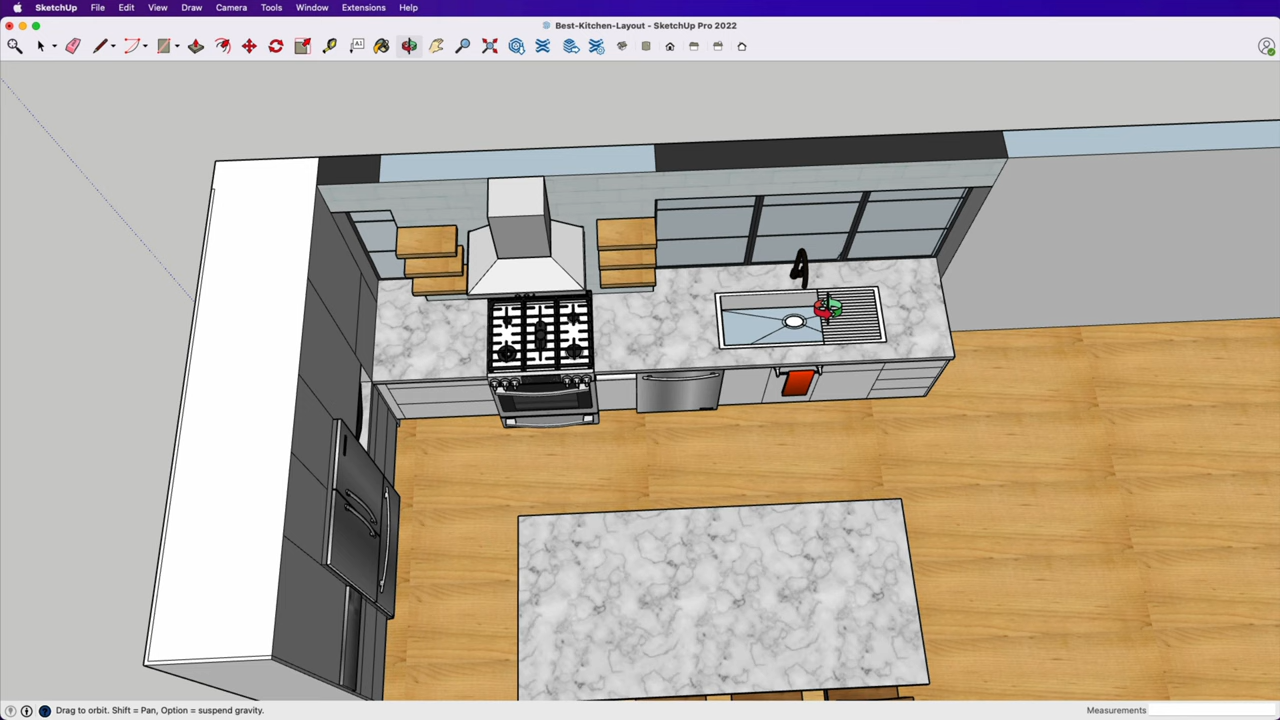 SketchUp File Edit View Draw Camera Tools Window Extensions Help
Best-Kitchen-Layout - SketchUp Pro 2022
A1
Drag to orbit. Shift = Pan, Option = suspend gravity.
Measurements